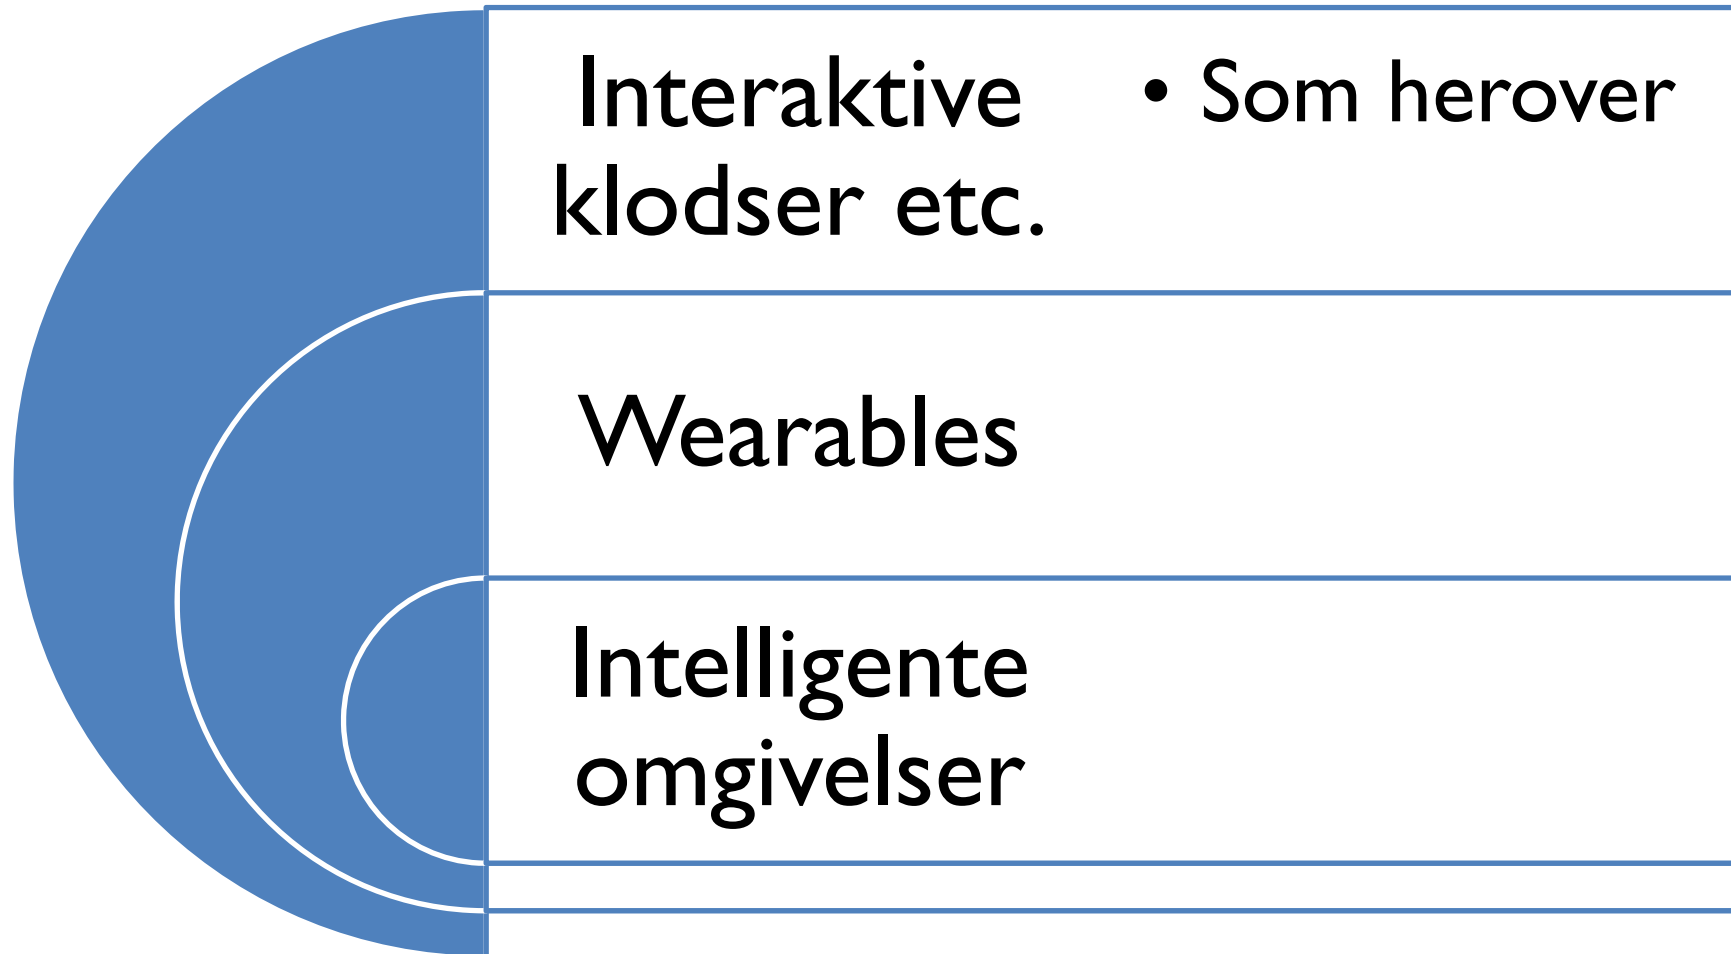 Interaktive
klodser etc.
• Som herover
Wearables
Intelligente
omgivelser